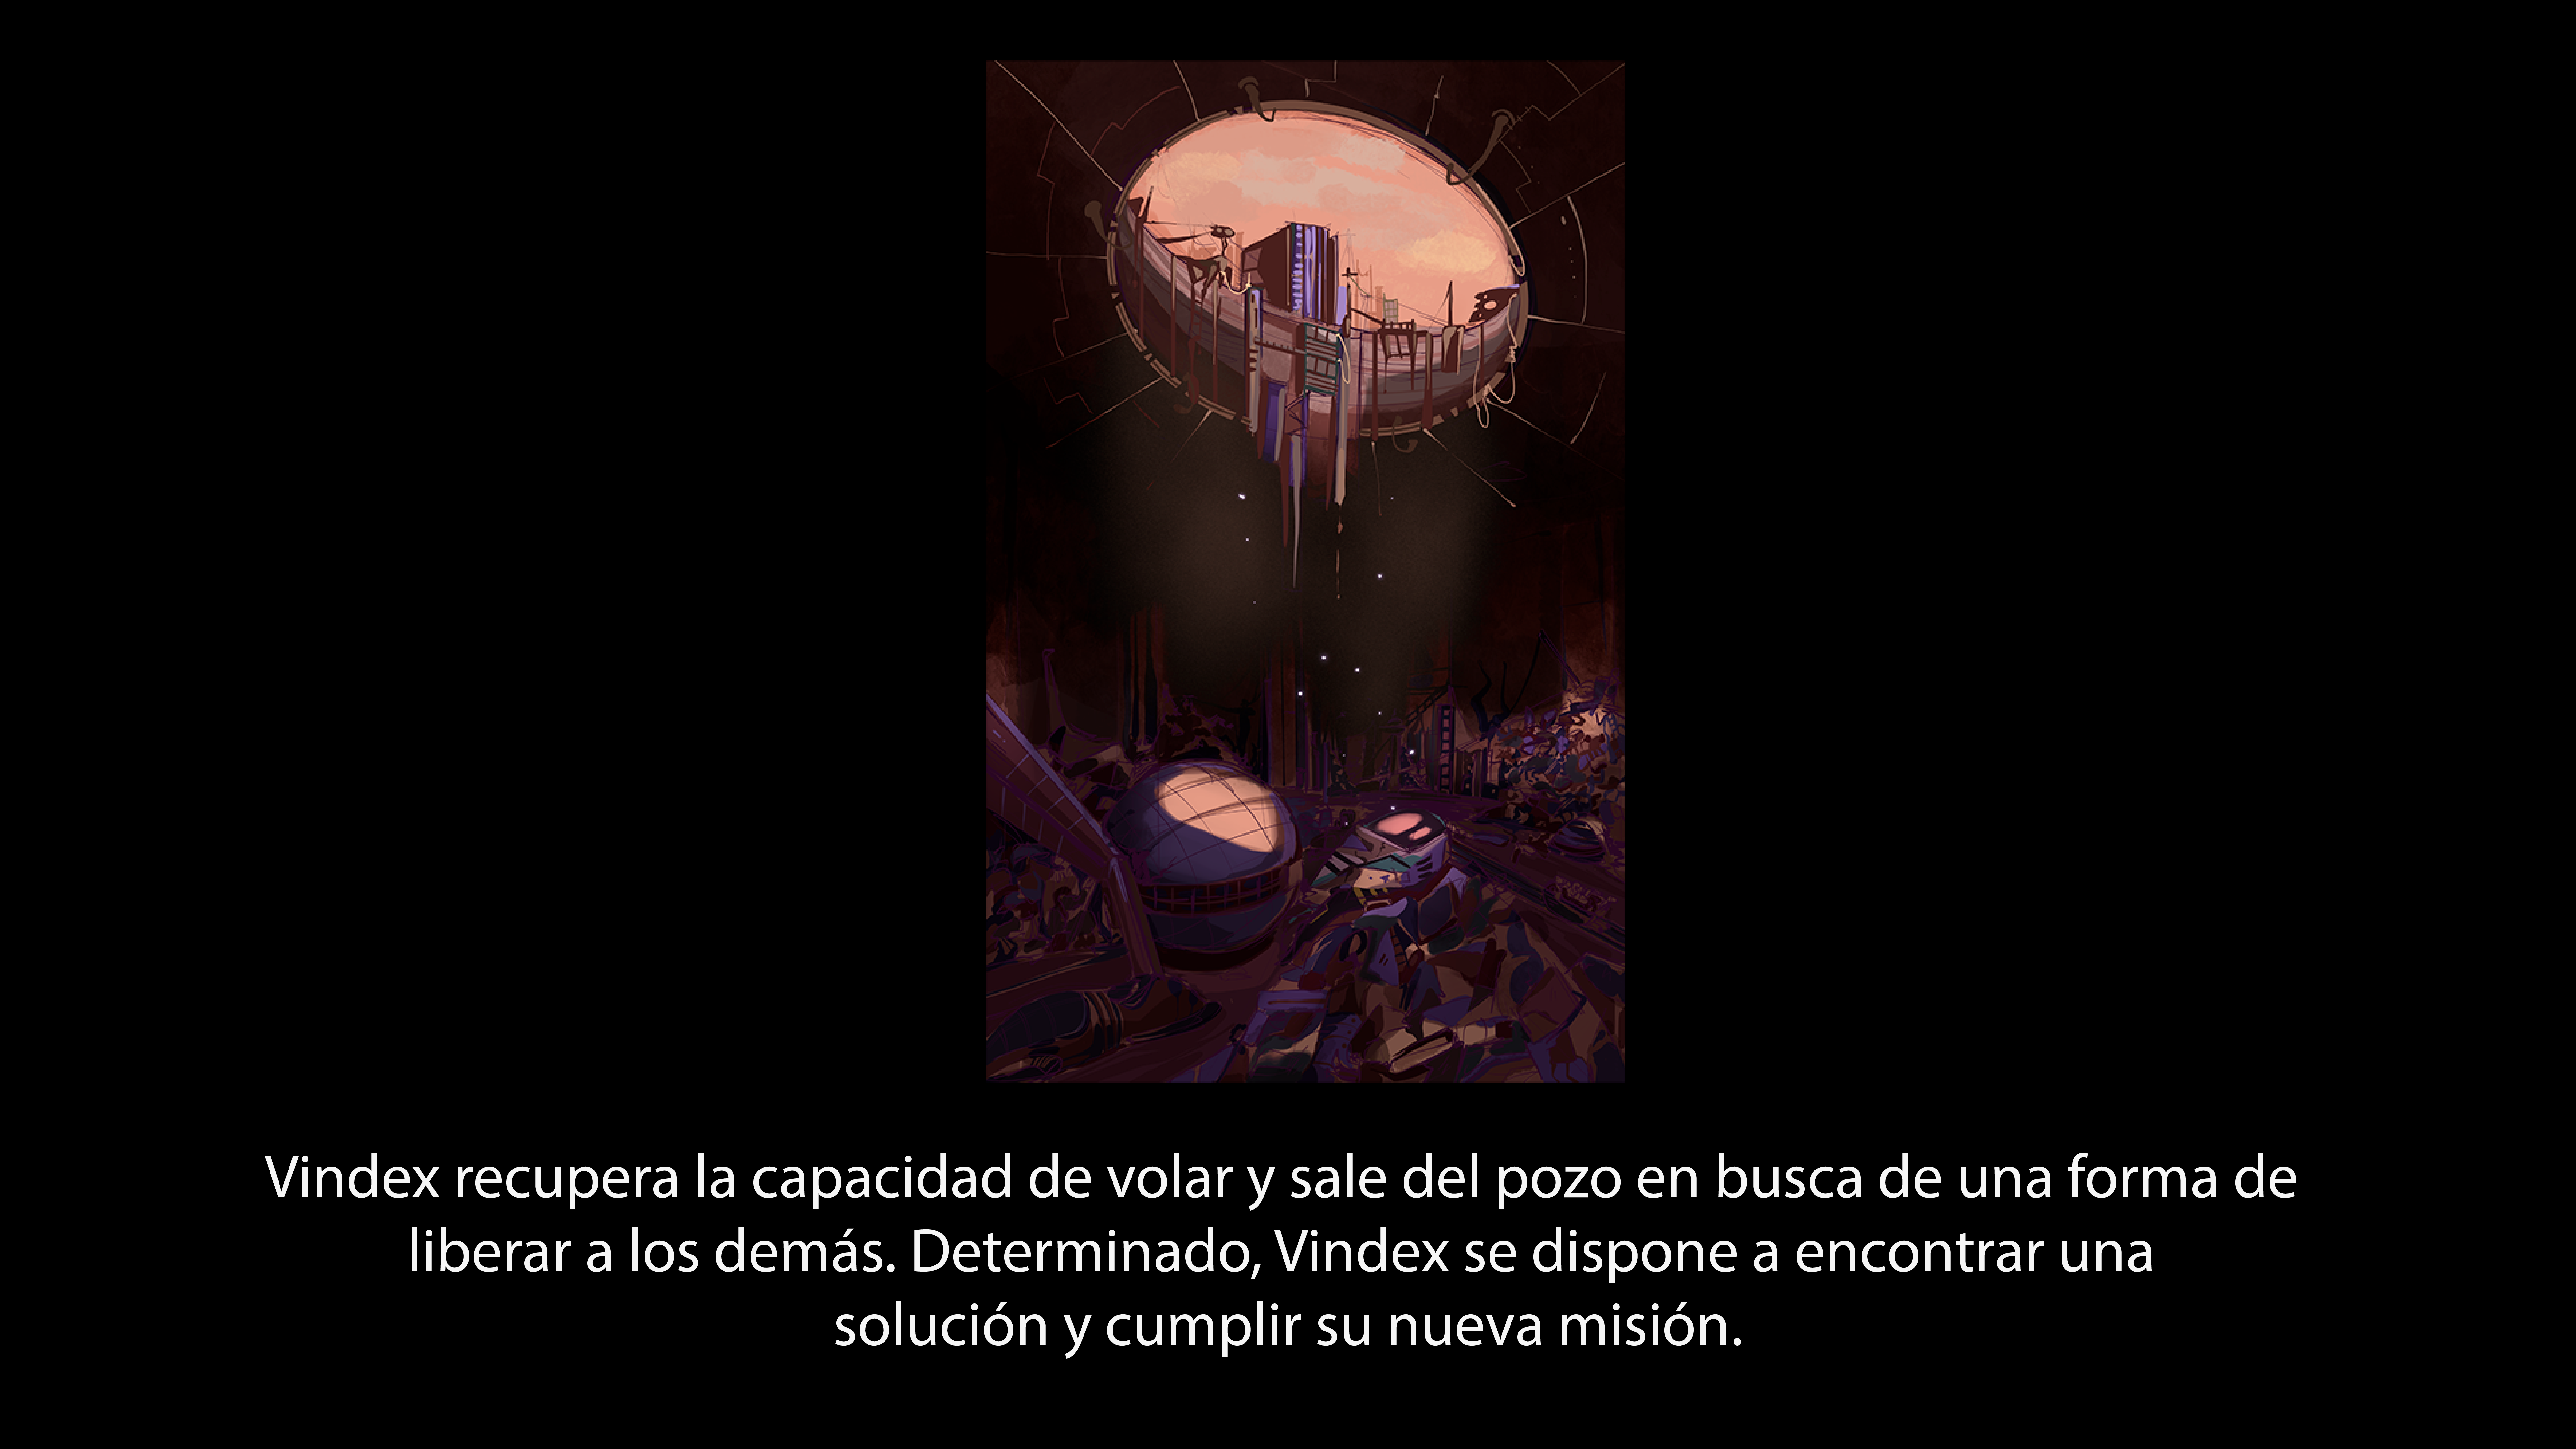 Vindex recupera la capacidad de volar y sale del pozo en busca de una forma de
liberar a los demás. Determinado, Vindex se dispone a encontrar una
solución y cumplir su nueva misión.